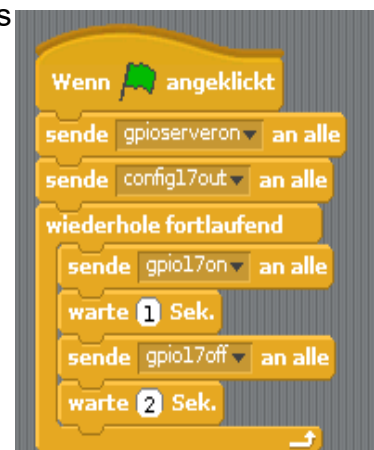 s
Wenn angeklickt
sende gpioserveron an alle
sende config17out an alle
wiederhole fortlaufend
sende gpio17on an alle
warte 1 Sek.
sende gpio17off an alle
warte 2 Sek.